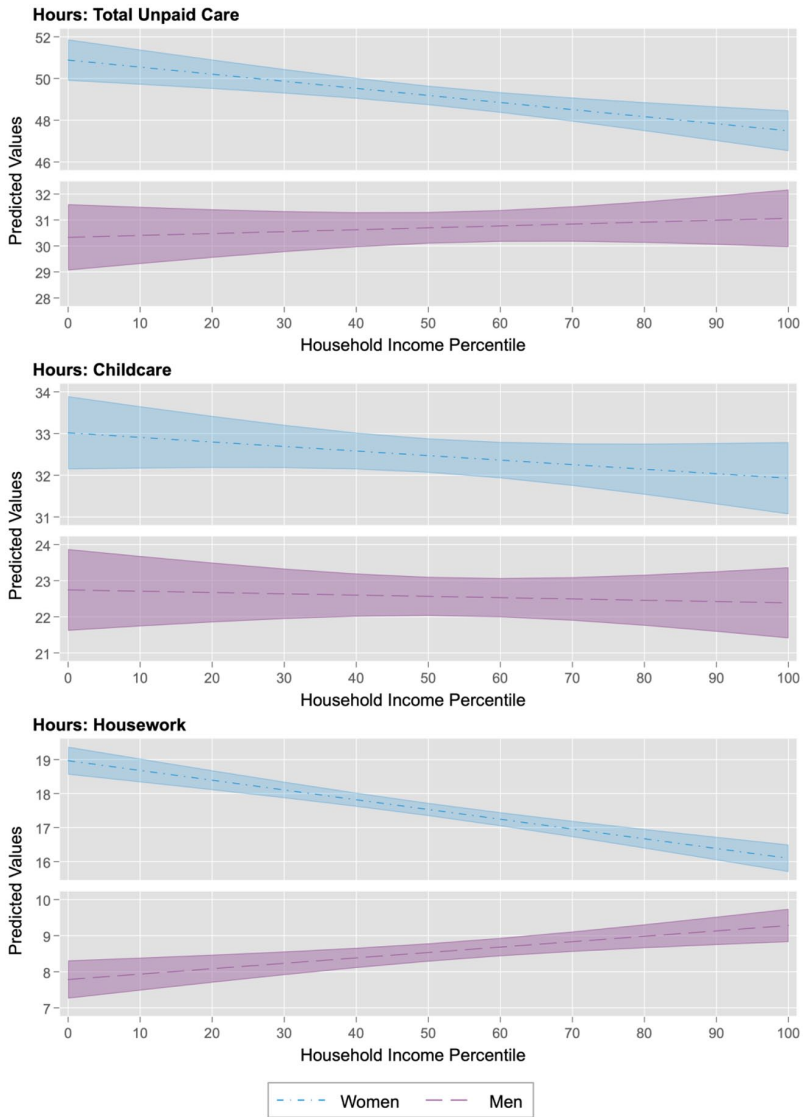 Hours: Total Unpaid Care
52
50
48
46
Predicted Values
32
31
30
29
28
0 10 20 30 40 50 60 70 80 90 100
Household Income Percentile
Hours: Childcare
34
33
32
31
Predicted Values
24
23
22
21
0 10 20 30 40 50 60 70 80 90 100
Household Income Percentile
Hours: Housework
19
18
17
16
Predicted Values
10
9
8
7
0 10 20 30 40 50 60 70 80 90 100
Household Income Percentile
Women Men